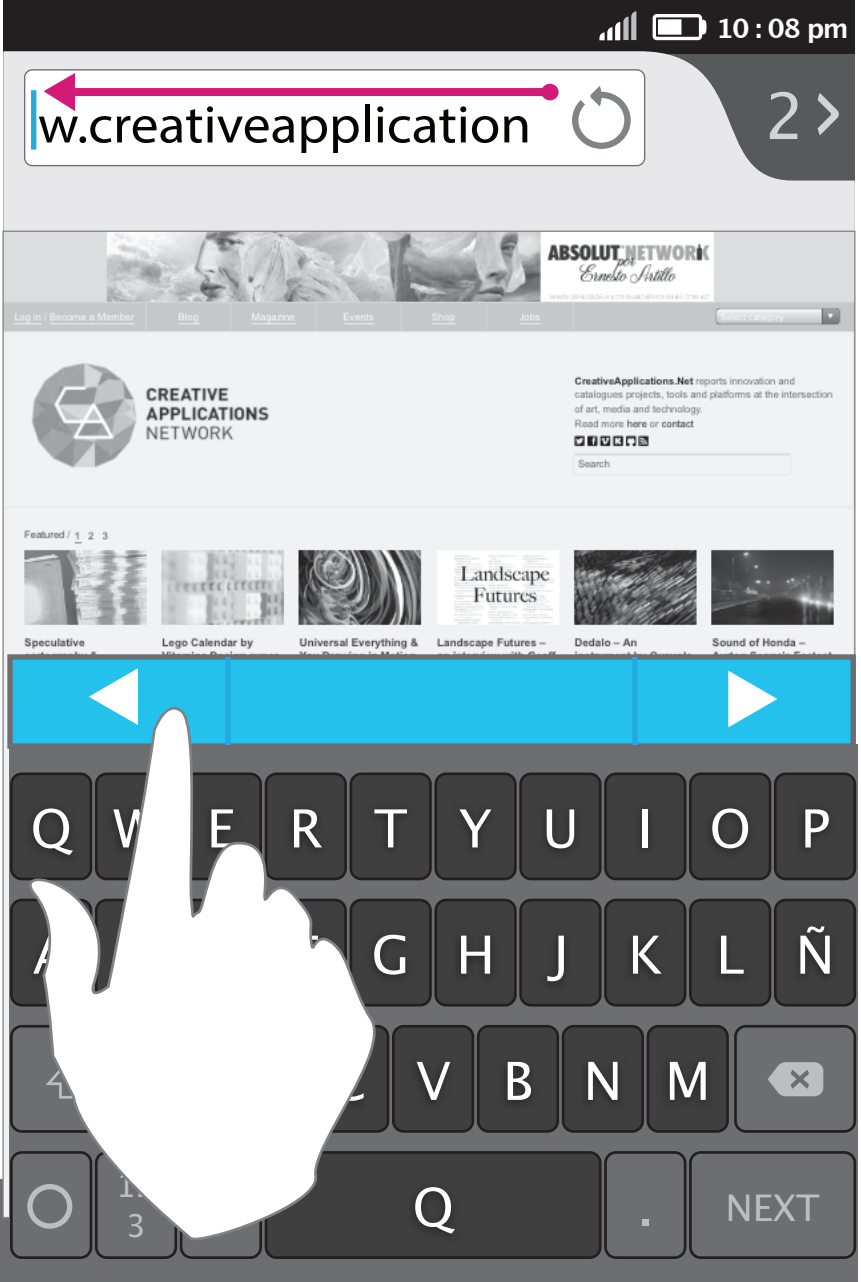 10 : 08 pm
w.creativeapplication
2
ABSOLUT NETWORK
por
Ernesto Artillo
Log in / Become a Member Blog Magazine Events Shop Jobs Select category
CREATIVE
APPLICATIONS
NETWORK
CreativeApplications.Net reports innovation and
catalogues projects, tools and platforms at the intersection
of art, media and technology.
Read more here or contact
Search
Featured / 1 2 3
Landscape
Futures
Speculative Lego Calendar by Universal Everything & Landscape Futures – Dedalo – An Sound of Honda –
Q W E R T Y U I O P
A G H J K L Ñ
C V B N M
3 Q . NEXT